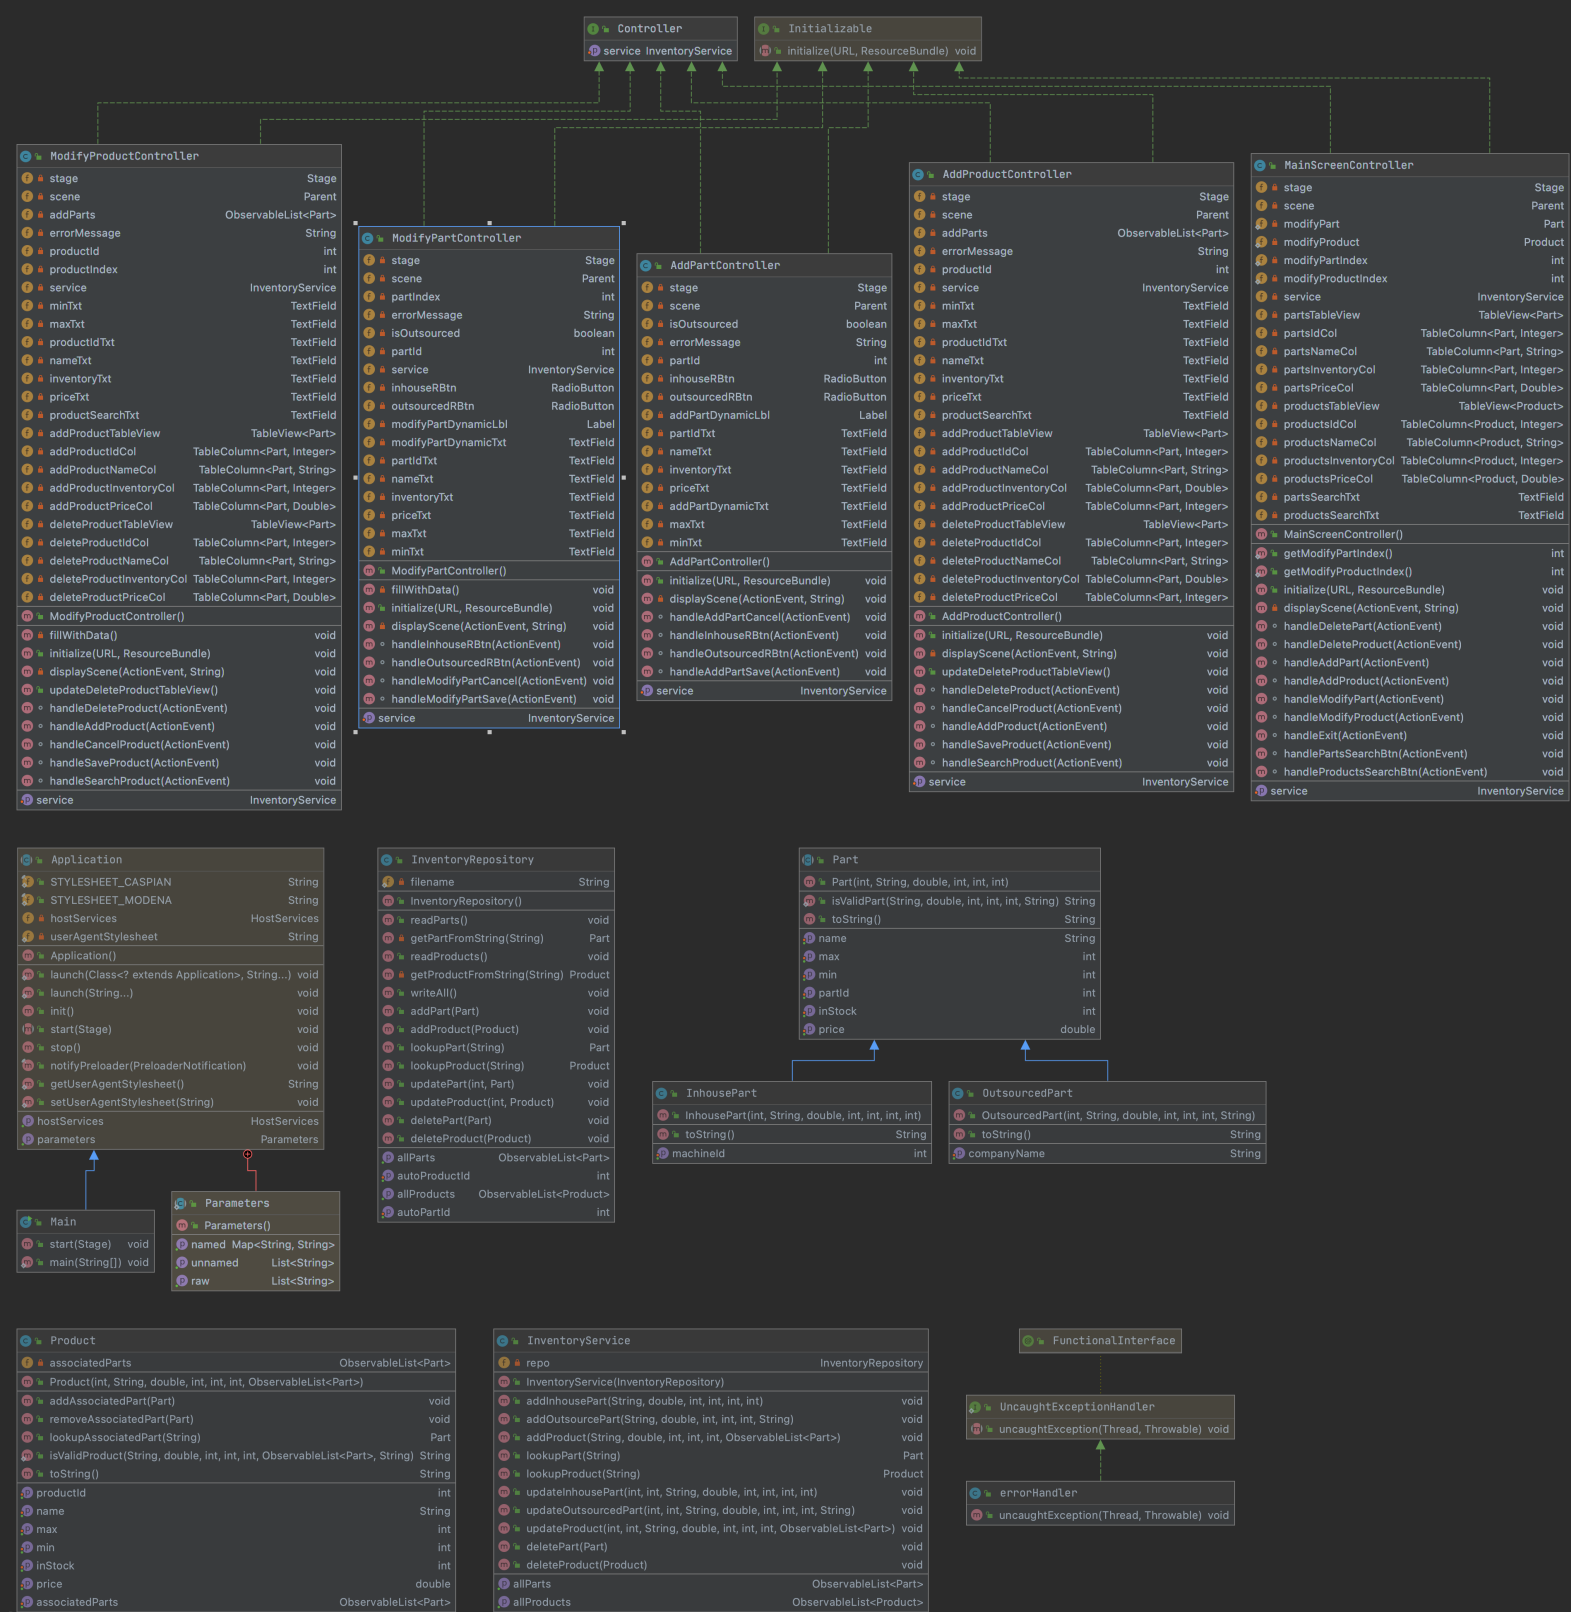 Controller
service InventoryService
Initializable
initialize(URL, ResourceBundle) void
ModifyProductController
stage Stage
scene Parent
addParts ObservableList<Part>
errorMessage String
productId int
productIndex int
service InventoryService
minTxt TextField
maxTxt TextField
productIdTxt TextField
nameTxt TextField
inventoryTxt TextField
priceTxt TextField
productSearchTxt TextField
addProductTableView TableView<Part>
addProductIdCol TableColumn<Part, Integer>
addProductNameCol TableColumn<Part, String>
addProductInventoryCol TableColumn<Part, Integer>
addProductPriceCol TableColumn<Part, Double>
deleteProductTableView TableView<Part>
deleteProductIdCol TableColumn<Part, Integer>
deleteProductNameCol TableColumn<Part, String>
deleteProductInventoryCol TableColumn<Part, Integer>
deleteProductPriceCol TableColumn<Part, Double>
ModifyProductController()
fillWithData() void
initialize(URL, ResourceBundle) void
displayScene(ActionEvent, String) void
updateDeleteProductTableView() void
handleDeleteProduct(ActionEvent) void
handleAddProduct(ActionEvent) void
handleCancelProduct(ActionEvent) void
handleSaveProduct(ActionEvent) void
handleSearchProduct(ActionEvent) void
service InventoryService
ModifyPartController
stage Stage
scene Parent
partIndex int
errorMessage String
isOutsourced boolean
partId int
service InventoryService
inhouseRBtn RadioButton
outsourcedRBtn RadioButton
modifyPartDynamicLbl Label
modifyPartDynamicTxt TextField
partIdTxt TextField
nameTxt TextField
inventoryTxt TextField
priceTxt TextField
maxTxt TextField
minTxt TextField
ModifyPartController()
fillWithData() void
initialize(URL, ResourceBundle) void
displayScene(ActionEvent, String) void
handleInhouseRBtn(ActionEvent) void
handleOutsourcedRBtn(ActionEvent) void
handleModifyPartCancel(ActionEvent) void
handleModifyPartSave(ActionEvent) void
service InventoryService
AddPartController
stage Stage
scene Parent
isOutsourced boolean
errorMessage String
partId int
inhouseRBtn RadioButton
outsourcedRBtn RadioButton
addPartDynamicLbl Label
partIdTxt TextField
nameTxt TextField
inventoryTxt TextField
priceTxt TextField
addPartDynamicTxt TextField
maxTxt TextField
minTxt TextField
AddPartController()
initialize(URL, ResourceBundle) void
displayScene(ActionEvent, String) void
handleAddPartCancel(ActionEvent) void
handleInhouseRBtn(ActionEvent) void
handleOutsourcedRBtn(ActionEvent) void
handleAddPartSave(ActionEvent) void
service InventoryService
AddProductController
stage Stage
scene Parent
addParts ObservableList<Part>
errorMessage String
productId int
service InventoryService
minTxt TextField
maxTxt TextField
productIdTxt TextField
nameTxt TextField
inventoryTxt TextField
priceTxt TextField
productSearchTxt TextField
addProductTableView TableView<Part>
addProductIdCol TableColumn<Part, Integer>
addProductNameCol TableColumn<Part, String>
addProductInventoryCol TableColumn<Part, Double>
addProductPriceCol TableColumn<Part, Integer>
deleteProductTableView TableView<Part>
deleteProductIdCol TableColumn<Part, Integer>
deleteProductNameCol TableColumn<Part, String>
deleteProductInventoryCol TableColumn<Part, Double>
deleteProductPriceCol TableColumn<Part, Integer>
AddProductController()
initialize(URL, ResourceBundle) void
displayScene(ActionEvent, String) void
updateDeleteProductTableView() void
handleDeleteProduct(ActionEvent) void
handleCancelProduct(ActionEvent) void
handleAddProduct(ActionEvent) void
handleSaveProduct(ActionEvent) void
handleSearchProduct(ActionEvent) void
service InventoryService
MainScreenController
stage Stage
scene Parent
modifyPart Part
modifyProduct Product
modifyPartIndex int
modifyProductIndex int
service InventoryService
partsTableView TableView<Part>
partsIdCol TableColumn<Part, Integer>
partsNameCol TableColumn<Part, String>
partsInventoryCol TableColumn<Part, Integer>
partsPriceCol TableColumn<Part, Double>
productsTableView TableView<Product>
productsIdCol TableColumn<Product, Integer>
productsNameCol TableColumn<Product, String>
productsInventoryCol TableColumn<Product, Integer>
productsPriceCol TableColumn<Product, Double>
partsSearchTxt TextField
productsSearchTxt TextField
MainScreenController()
getModifyPartIndex() int
getModifyProductIndex() int
initialize(URL, ResourceBundle) void
displayScene(ActionEvent, String) void
handleDeletePart(ActionEvent) void
handleDeleteProduct(ActionEvent) void
handleAddPart(ActionEvent) void
handleAddProduct(ActionEvent) void
handleModifyPart(ActionEvent) void
handleModifyProduct(ActionEvent) void
handleExit(ActionEvent) void
handlePartsSearchBtn(ActionEvent) void
handleProductsSearchBtn(ActionEvent) void
service InventoryService
Application
STYLESHEET_CASPIAN String
STYLESHEET_MODENA String
hostServices HostServices
userAgentStylesheet String
Application()
launch(Class<? extends Application>, String...) void
launch(String...) void
init() void
start(Stage) void
stop() void
notifyPreloader(PreloaderNotification) void
getUserAgentStylesheet() String
setUserAgentStylesheet(String) void
hostServices HostServices
parameters Parameters
Main
start(Stage) void
main(String[]) void
Parameters
Parameters()
named Map<String, String>
unnamed List<String>
raw List<String>
InventoryRepository
filename String
InventoryRepository()
readParts() void
getPartFromString(String) Part
readProducts() void
getProductFromString(String) Product
writeAll() void
addPart(Part) void
addProduct(Product) void
lookupPart(String) Part
lookupProduct(String) Product
updatePart(int, Part) void
updateProduct(int, Product) void
deletePart(Part) void
deleteProduct(Product) void
allParts ObservableList<Part>
autoProductId int
allProducts ObservableList<Product>
autoPartId int
Part
Part(int, String, double, int, int, int)
isValidPart(String, double, int, int, int, String) String
toString() String
name String
max int
min int
partId int
inStock int
price double
InhousePart
InhousePart(int, String, double, int, int, int, int)
toString() String
machineId int
OutsourcedPart
OutsourcedPart(int, String, double, int, int, int, String)
toString() String
companyName String
Product
associatedParts ObservableList<Part>
Product(int, String, double, int, int, int, ObservableList<Part>)
addAssociatedPart(Part) void
removeAssociatedPart(Part) void
lookupAssociatedPart(String) Part
isValidProduct(String, double, int, int, int, ObservableList<Part>, String) String
toString() String
productId int
name String
max int
min int
inStock int
price double
associatedParts ObservableList<Part>
InventoryService
repo InventoryRepository
InventoryService(InventoryRepository)
addInhousePart(String, double, int, int, int, int) void
addOutsourcePart(String, double, int, int, int, String) void
addProduct(String, double, int, int, int, ObservableList<Part>) void
lookupPart(String) Part
lookupProduct(String) Product
updateInhousePart(int, int, String, double, int, int, int, int) void
updateOutsourcedPart(int, int, String, double, int, int, int, String) void
updateProduct(int, int, String, double, int, int, int, ObservableList<Part>) void
deletePart(Part) void
deleteProduct(Product) void
allParts ObservableList<Part>
allProducts ObservableList<Product>
FunctionalInterface
UncaughtExceptionHandler
uncaughtException(Thread, Throwable) void
errorHandler
uncaughtException(Thread, Throwable) void